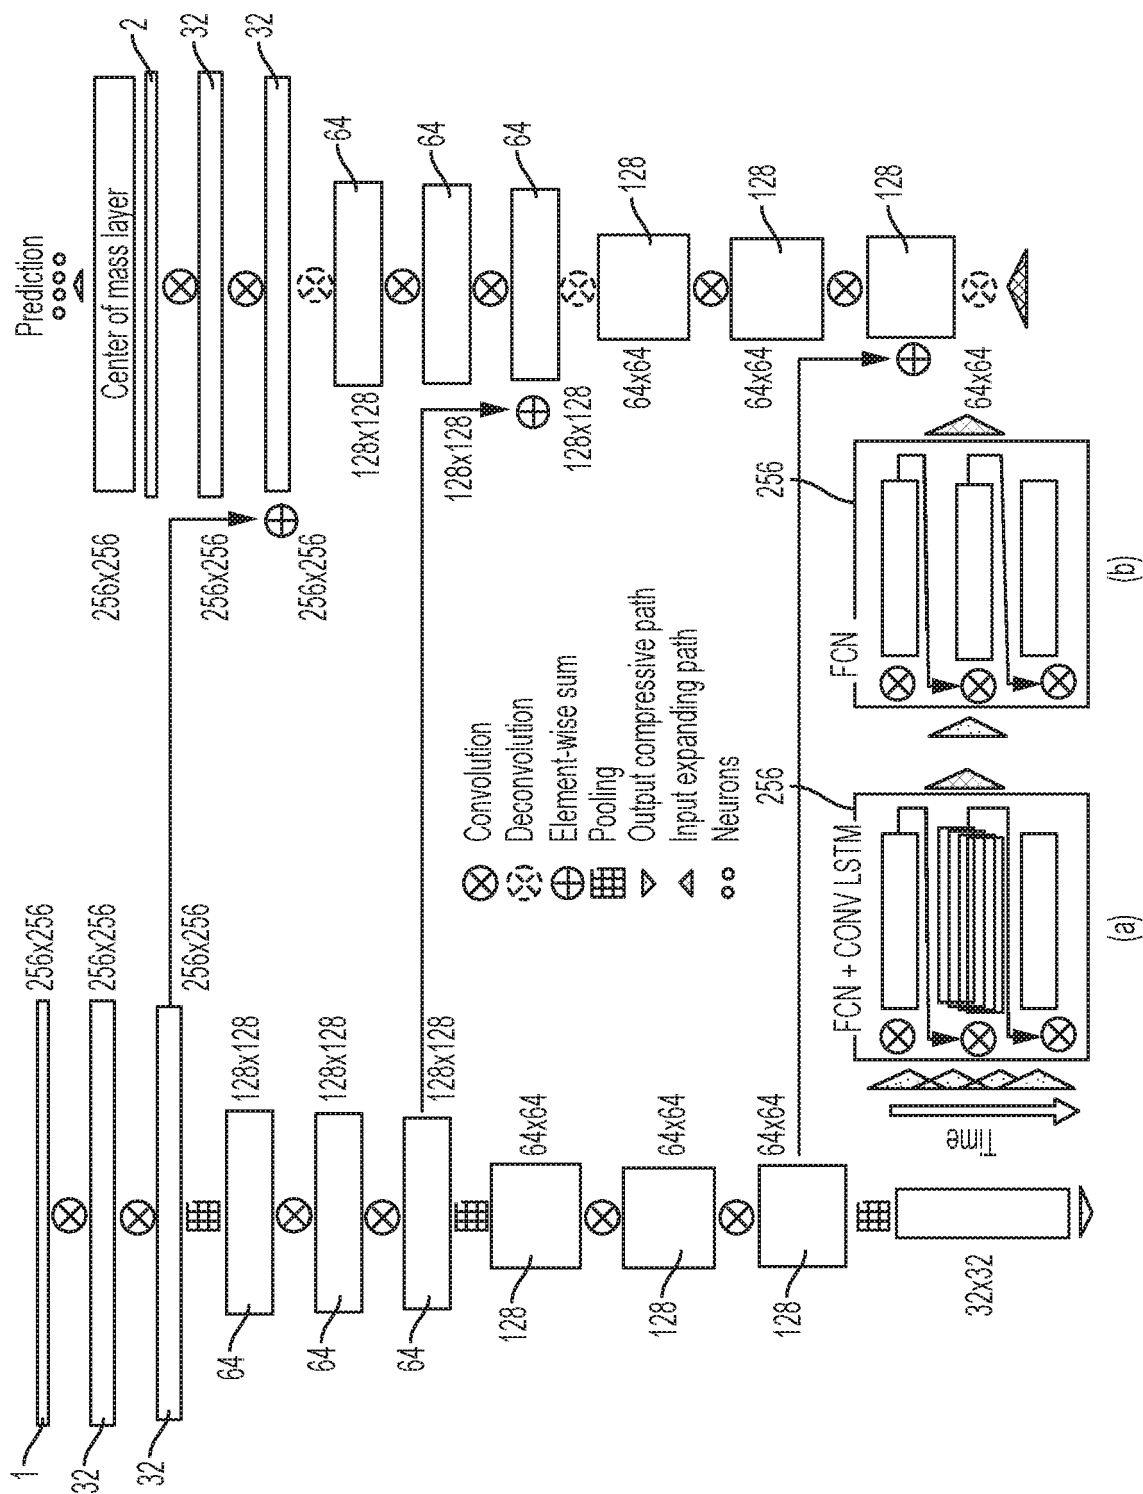 1
256x256
32
256x256
32
256x256
64
128x128
64
128x128
64
128x128
128
64x64
128
64x64
128
64x64
32x32
Convolution
Deconvolution
Element-wise sum
Pooling
Output compressive path
Input expanding path
Neurons
Time
FCN + CONV LSTM
256
(a)
FCN
256
(b)
Prediction
Center of mass layer
256x256
2
256x256
32
256x256
32
128x128
64
128x128
64
128x128
64
64x64
128
64x64
128
64x64
128